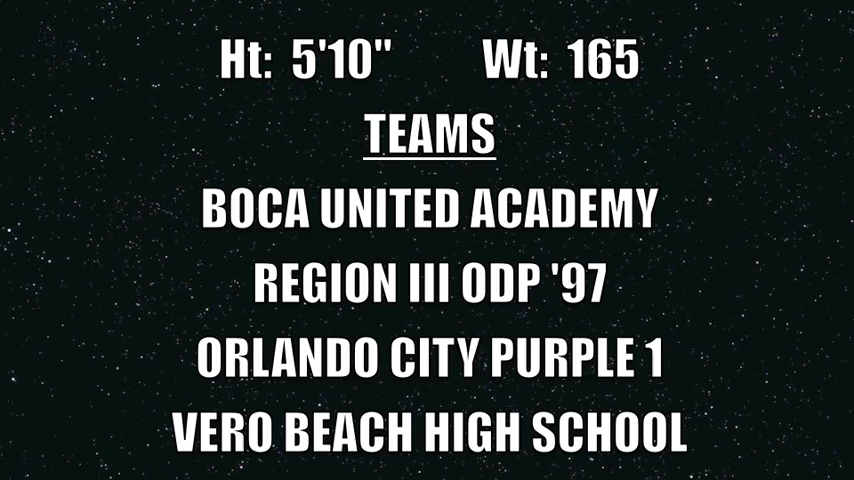 Ht: 5'10" Wt: 165
TEAMS
BOCA UNITED ACADEMY
REGION III ODP '97
ORLANDO CITY PURPLE 1
VERO BEACH HIGH SCHOOL